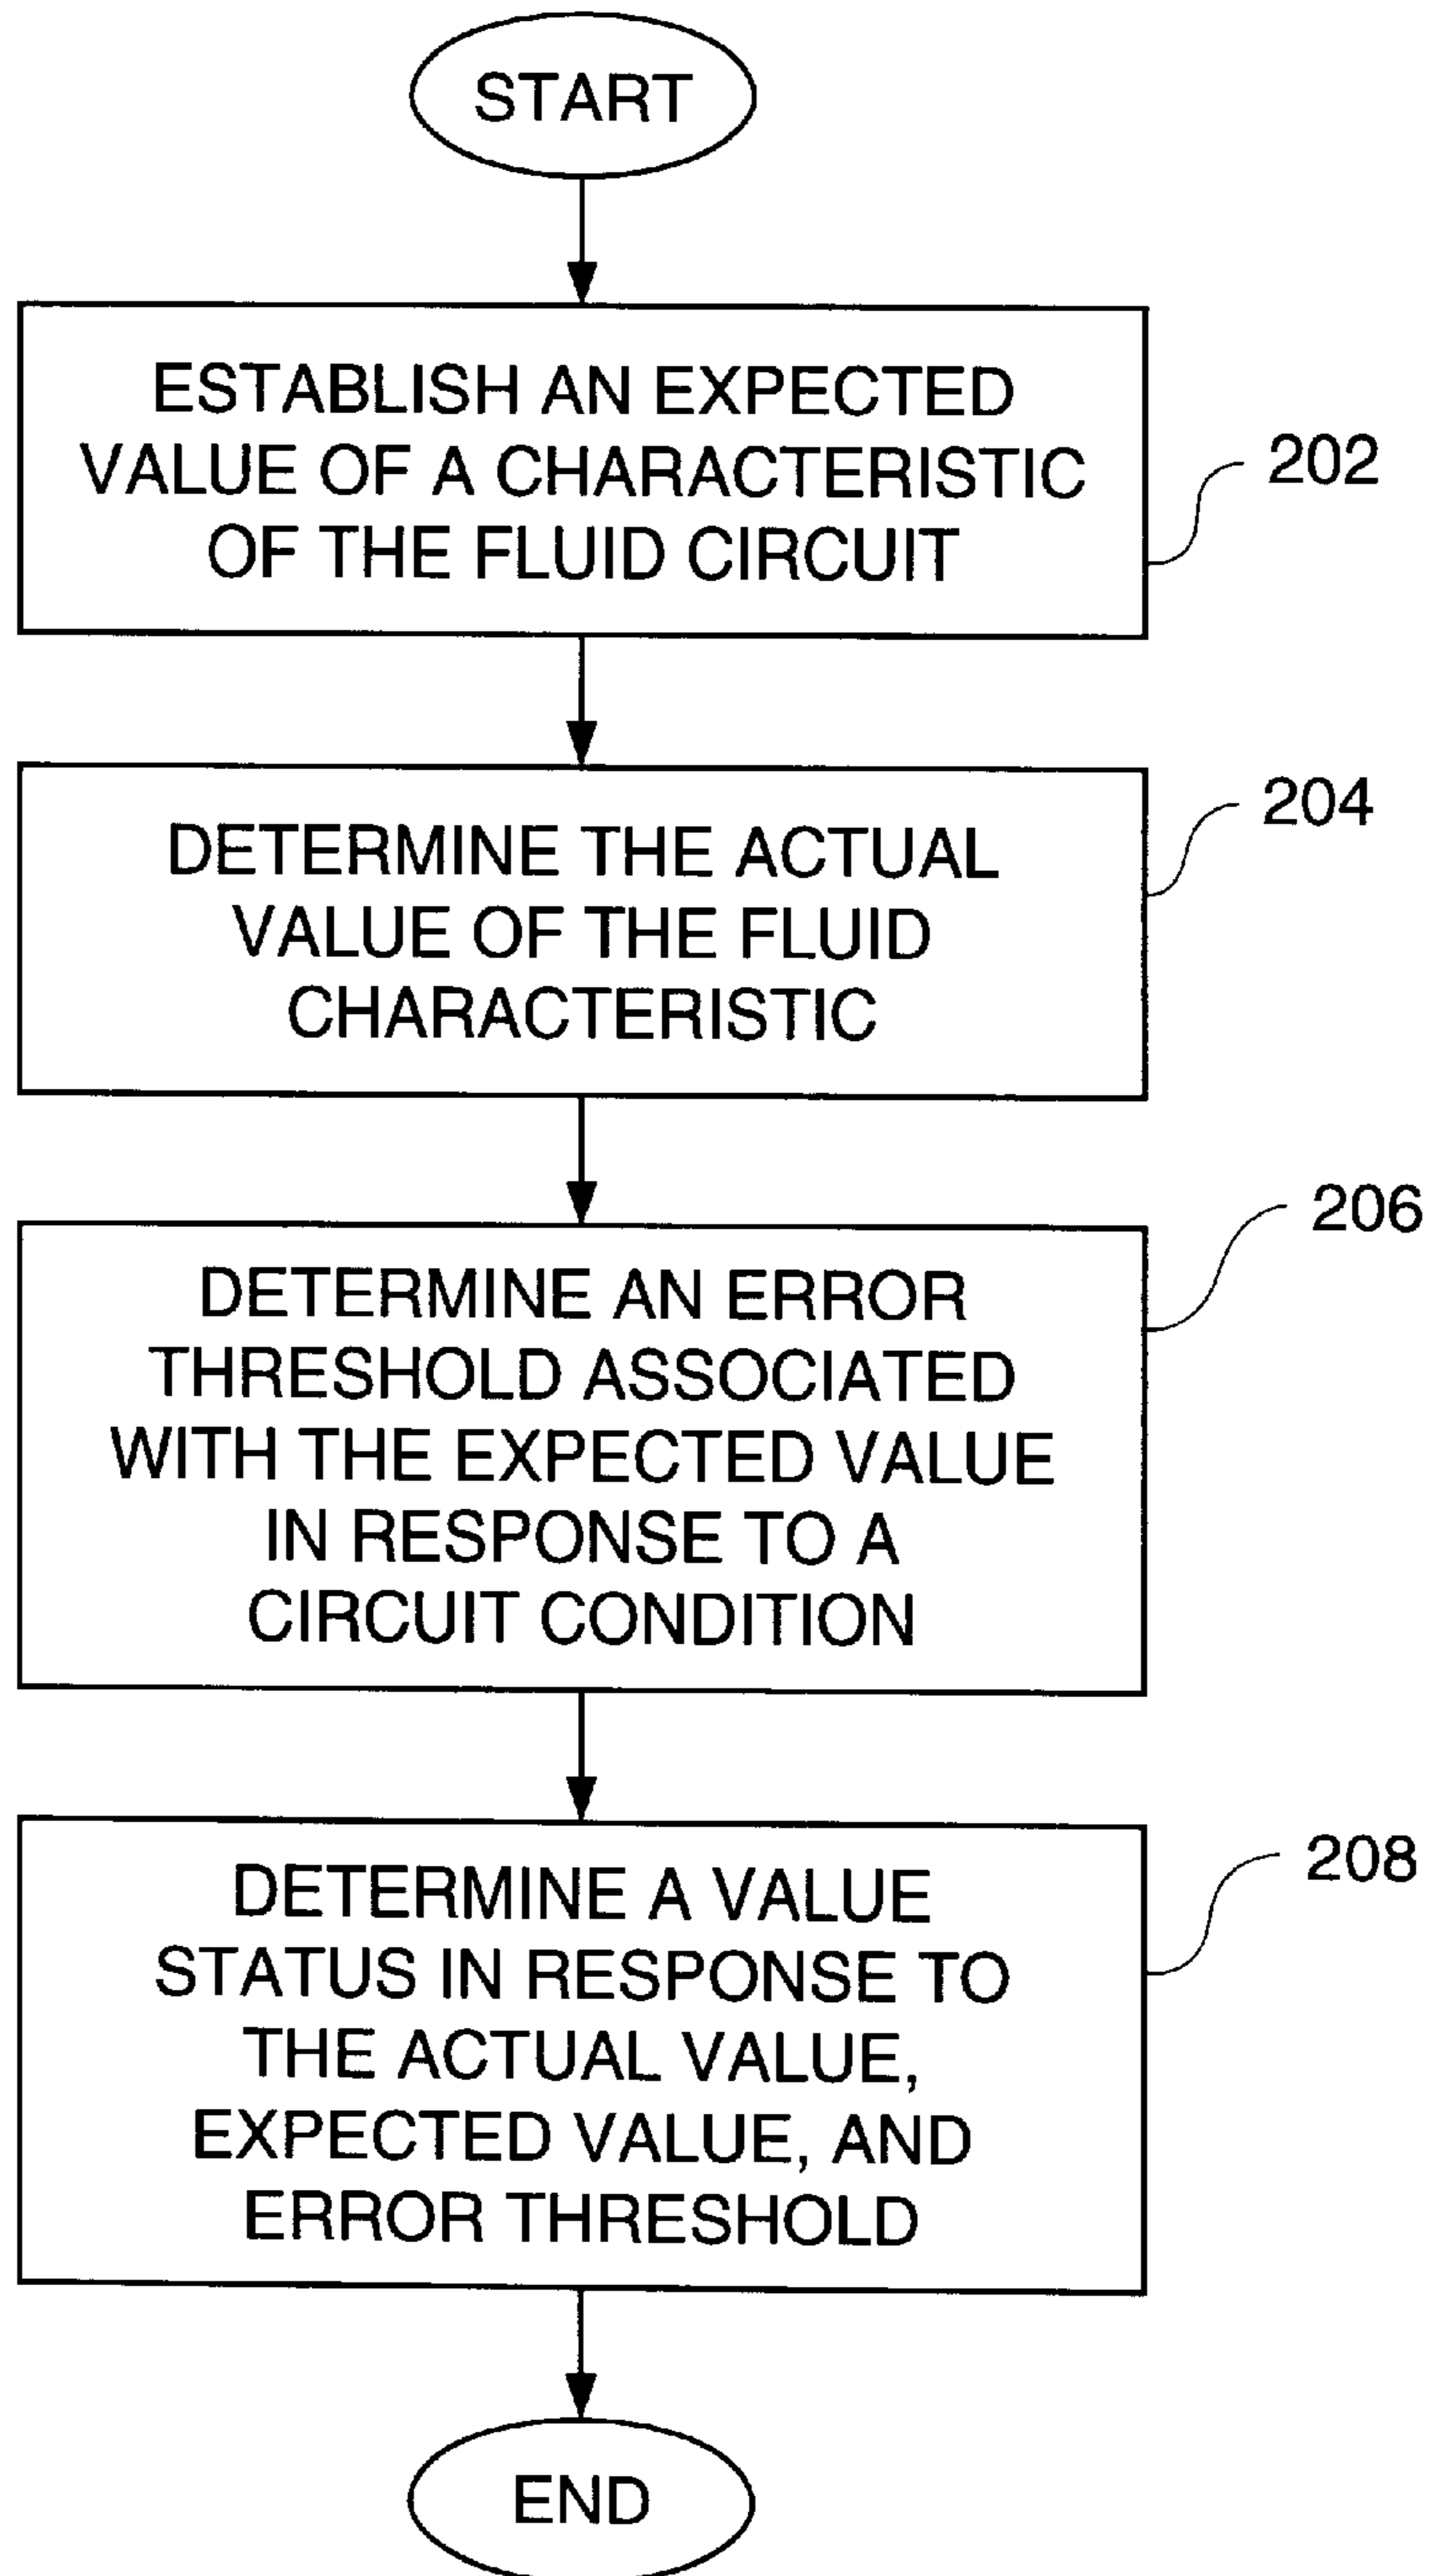 START
ESTABLISH AN EXPECTED
VALUE OF A CHARACTERISTIC
OF THE FLUID CIRCUIT
202
DETERMINE THE ACTUAL
VALUE OF THE FLUID
CHARACTERISTIC
204
DETERMINE AN ERROR
THRESHOLD ASSOCIATED
WITH THE EXPECTED VALUE
IN RESPONSE TO A
CIRCUIT CONDITION
206
DETERMINE A VALUE
STATUS IN RESPONSE TO
THE ACTUAL VALUE,
EXPECTED VALUE, AND
ERROR THRESHOLD
208
END